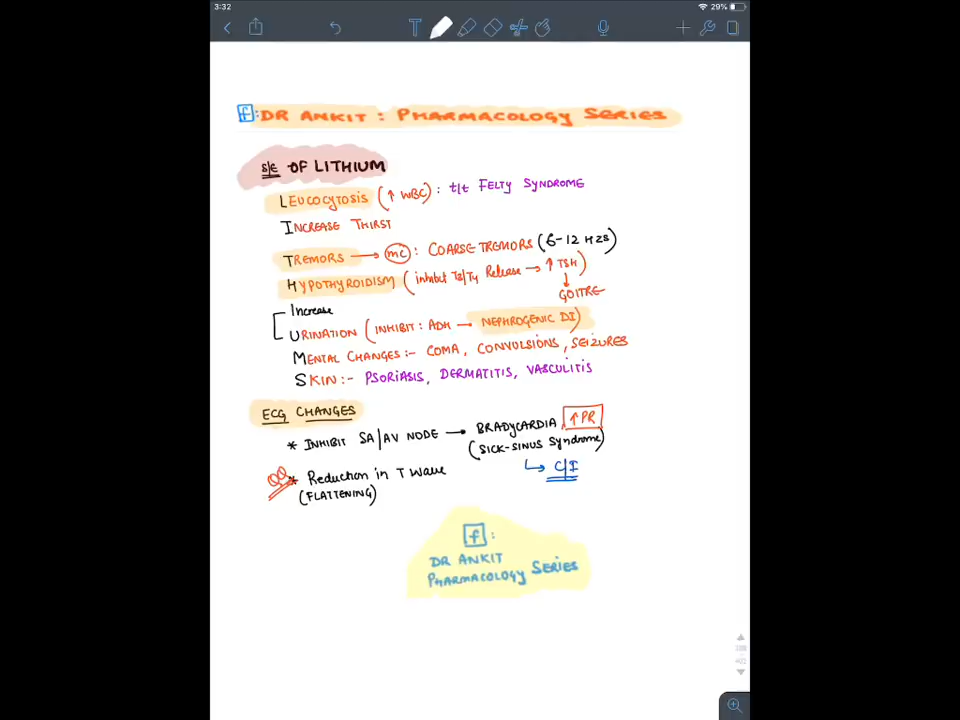 3:32
29%
f:DR ANKIT : PHARMACOLOGY SERIES
S/E OF LITHIUM
LEUCOCYTOSIS (↑ WBC) : t/t FELTY SYNDROME
INCREASE THIRST
TREMORS → mc : COARSE TREMORS (6-12 HZS)
HYPOTHYROIDISM (inhibit T3/T4 Release → ↑ TSH)
↓
GOITRE
Increase
URINATION (INHIBIT : ADH → NEPHROGENIC DI)
MENTAL CHANGES :- COMA, CONVULSIONS, SEIZURES
SKIN :- PSORIASIS, DERMATITIS, VASCULITIS
ECG CHANGES
* INHIBIT SA/AV NODE → BRADYCARDIA, ↑PR
(SICK-SINUS Syndrome)
↳ C/I
* Reduction in T wave
(FLATTENING)
f :
DR ANKIT
PHARMACOLOGY SERIES